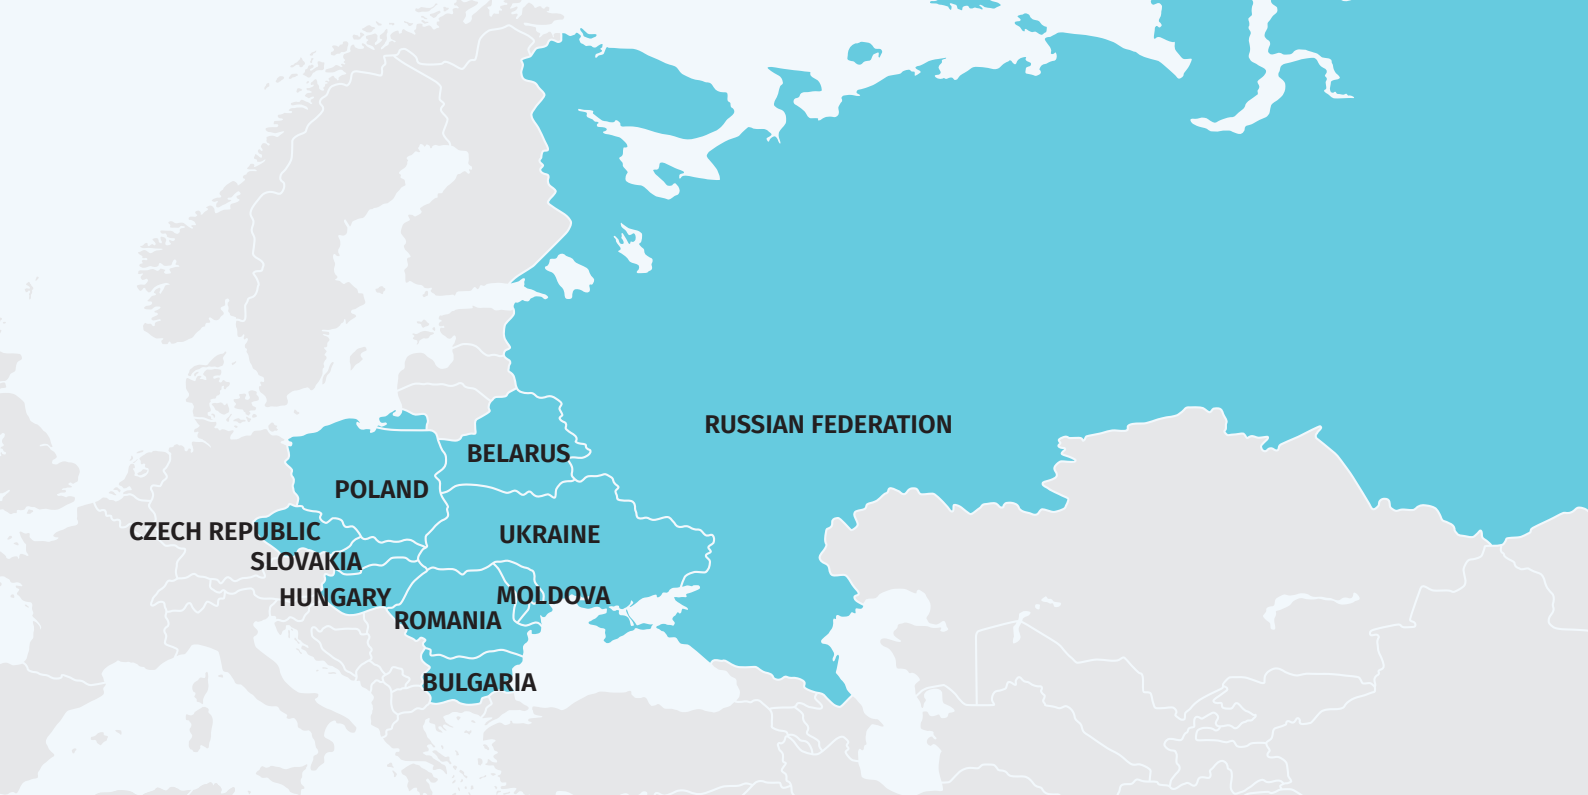 RUSSIAN FEDERATION
BELARUS
POLAND
CZECH REPUBLIC
UKRAINE
SLOVAKIA
HUNGARY
MOLDOVA
ROMANIA
BULGARIA